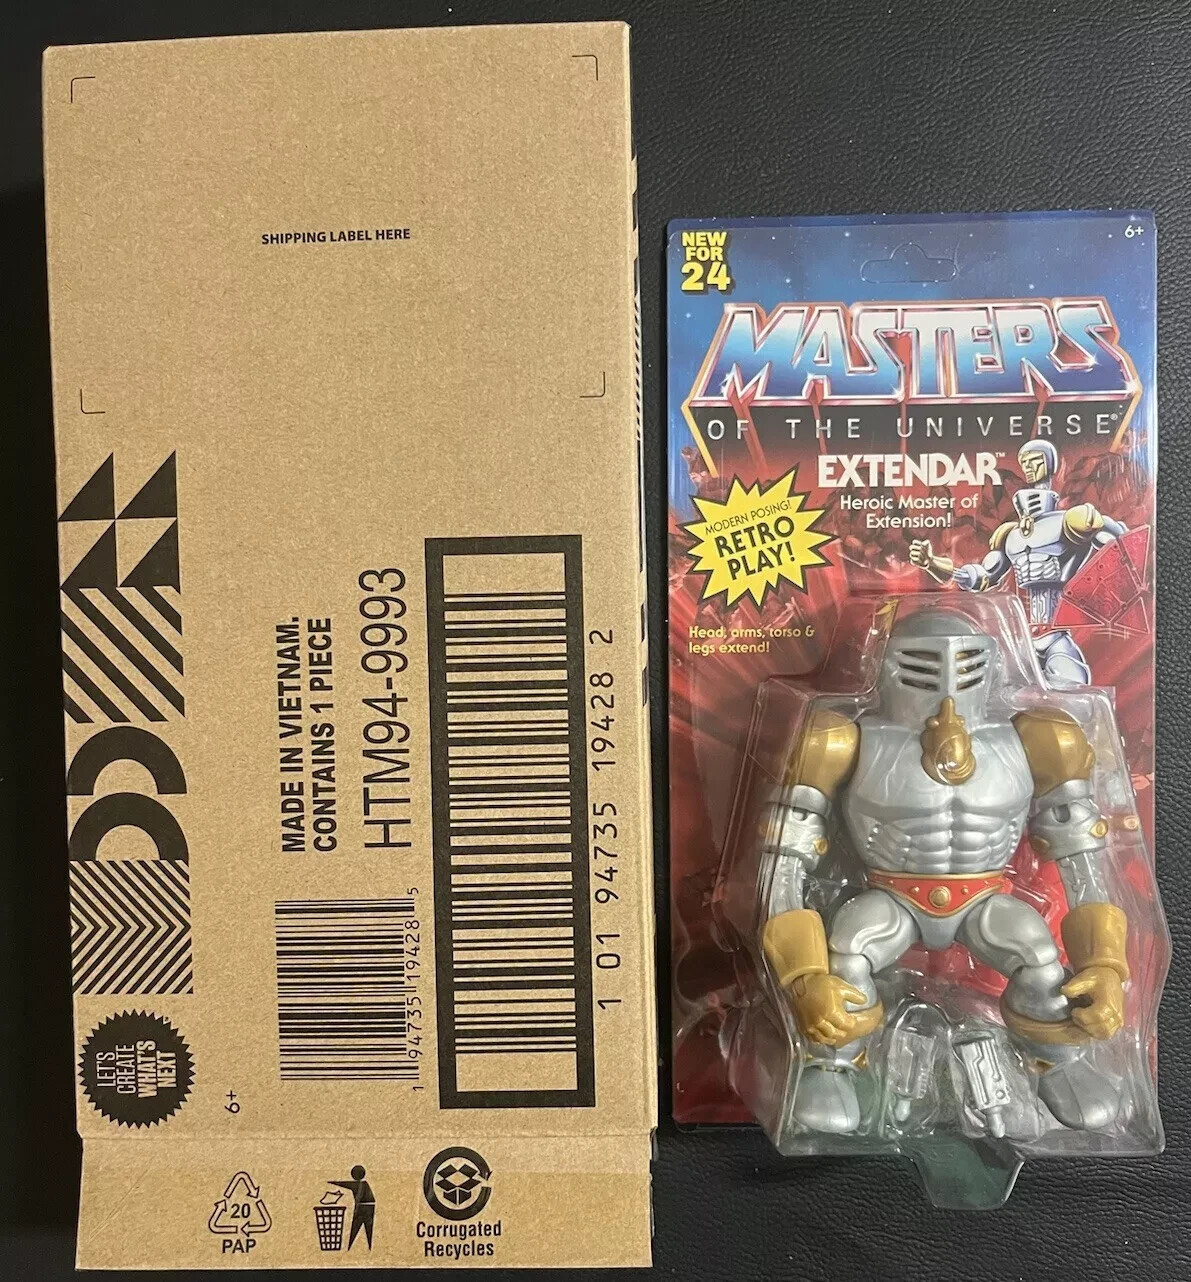 SHIPPING LABEL HERE
MADE IN VIETNAM.
CONTAINS 1 PIECE
HTM94-9993
1 01 94735 19428 2
1 94735 19428 5
LET'S
CREATE
WHAT'S
NEXT
6+
20
PAP
Corrugated
Recycles
NEW
FOR
24
6+
MASTERS
OF THE UNIVERSE®
EXTENDAR™
Heroic Master of
Extension!
MODERN POSING!
RETRO
PLAY!
Head, arms, torso &
legs extend!